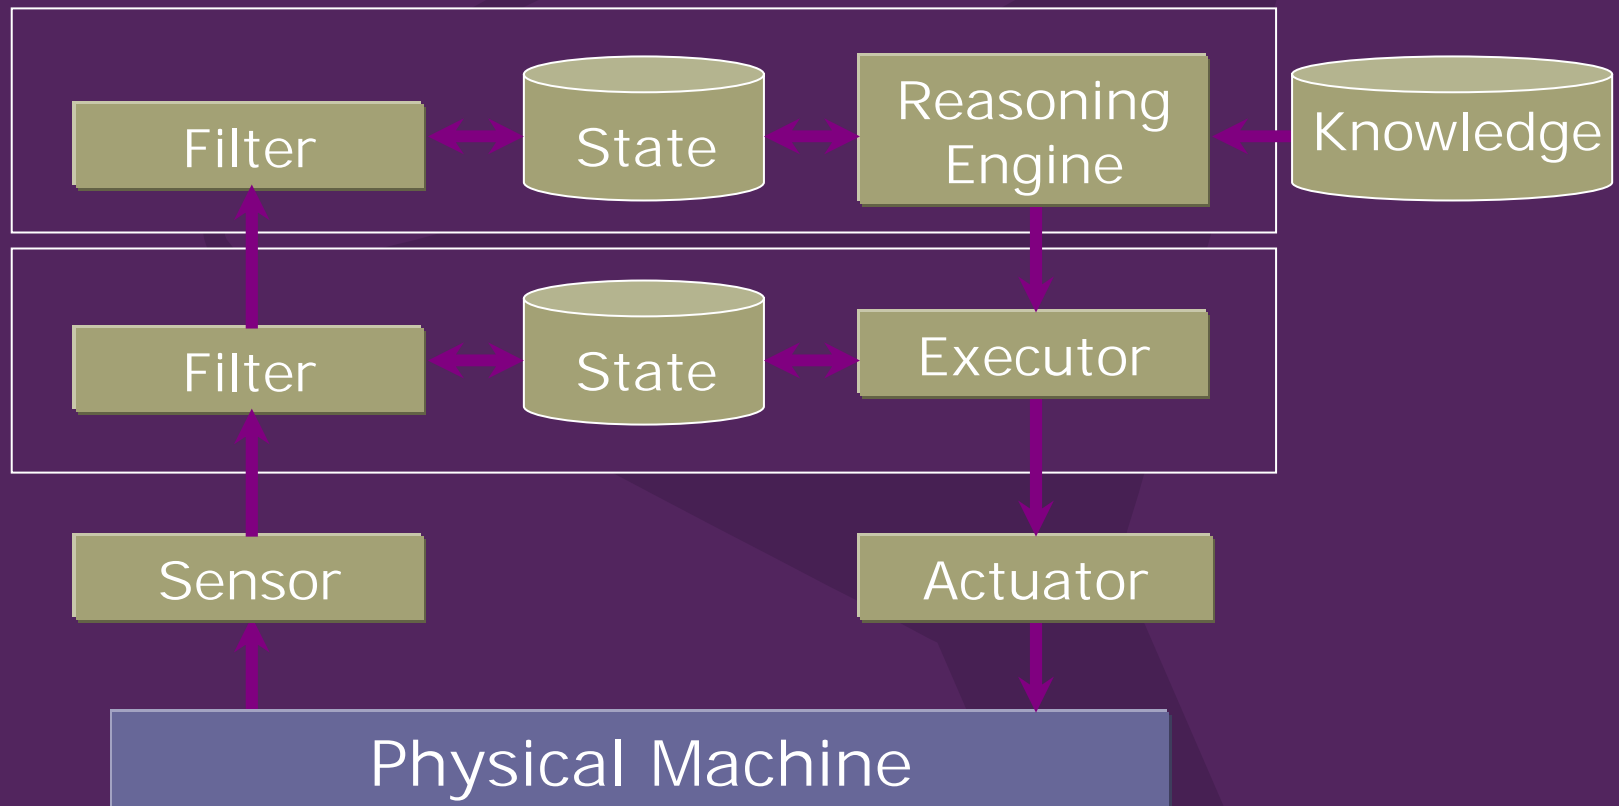 Filter
State
Reasoning
Engine
Knowledge
Filter
State
Executor
Sensor
Actuator
Physical Machine